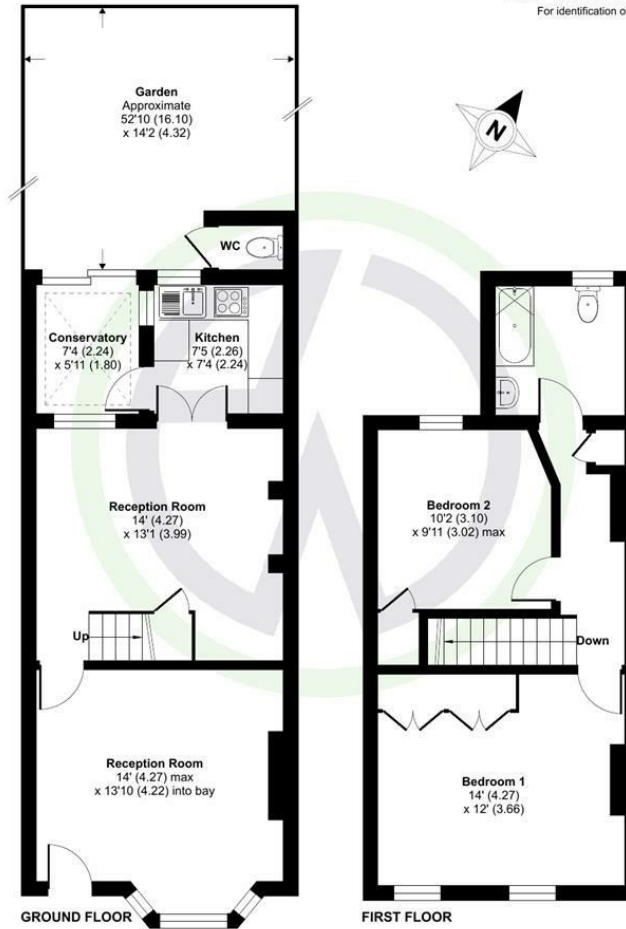 For identification o
Garden
Approximate
52'10 (16.10)
x 14'2 (4.32)
N
WC
Conservatory
7'4 (2.24)
x 5'11 (1.80)
Kitchen
7'5 (2.26)
x 7'4 (2.24)
Reception Room
14' (4.27)
x 13'1 (3.99)
Bedroom 2
10'2 (3.10)
x 9'11 (3.02) max
Up
Down
Reception Room
14' (4.27) max
x 13'10 (4.22) into bay
Bedroom 1
14' (4.27)
x 12' (3.66)
GROUND FLOOR
FIRST FLOOR